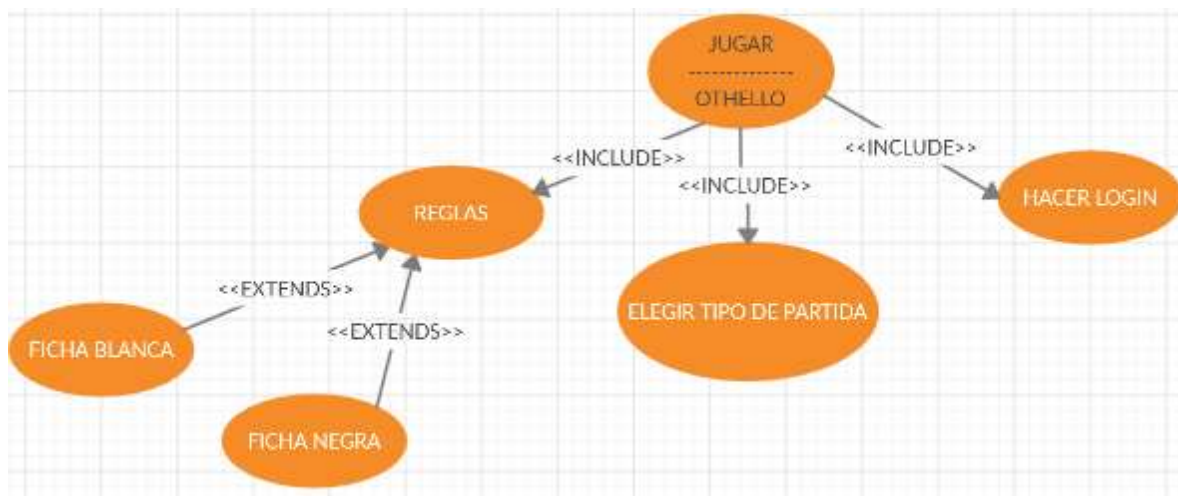 JUGAR
--------------
OTHELLO
<<INCLUDE>>
<<INCLUDE>>
<<INCLUDE>>
REGLAS
HACER LOGIN
<<EXTENDS>>
ELEGIR TIPO DE PARTIDA
<<EXTENDS>>
FICHA BLANCA
FICHA NEGRA